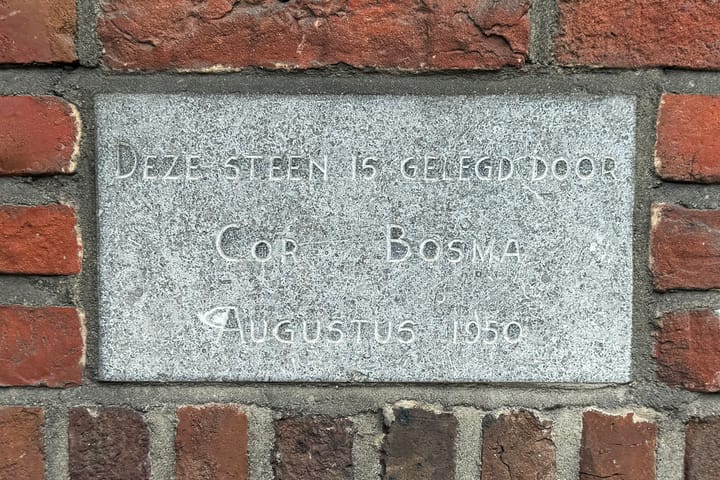 Deze steen is gelegd door
Cor Bosma
Augustus 1950